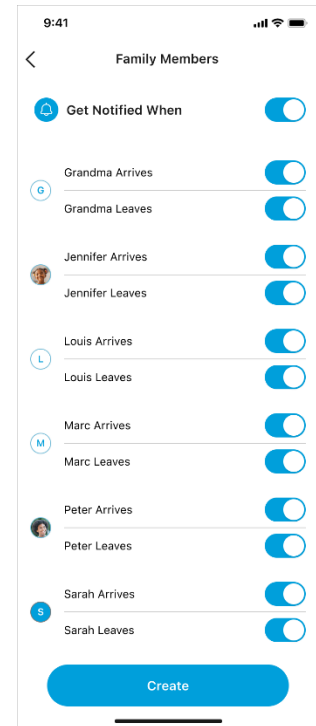 9:41
Family Members
Get Notified When
Grandma Arrives
G
Grandma Leaves
Jennifer Arrives
Jennifer Leaves
Louis Arrives
L
Louis Leaves
Marc Arrives
M
Marc Leaves
Peter Arrives
Peter Leaves
Sarah Arrives
S
Sarah Leaves
Create